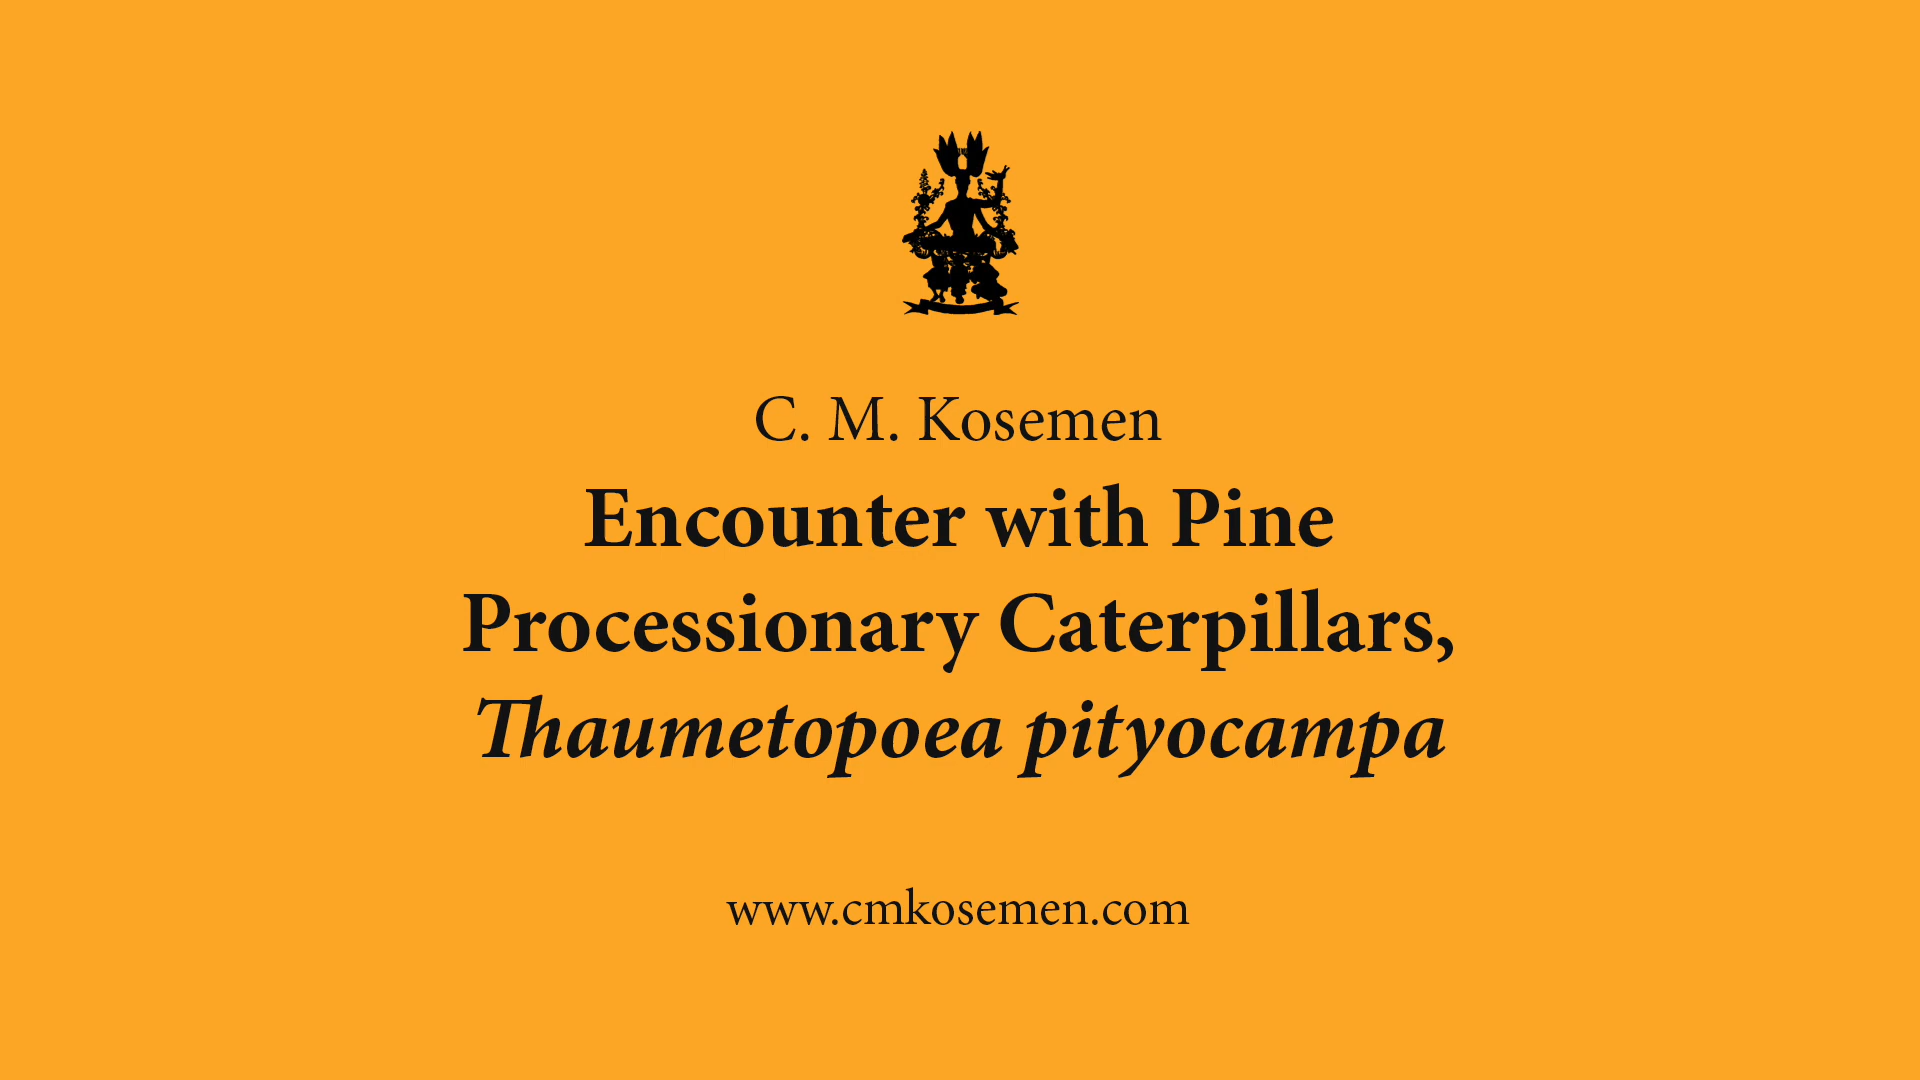 C. M. Kosemen
Encounter with Pine
Processionary Caterpillars,
Thaumetopoea pityocampa
www.cmkosemen.com